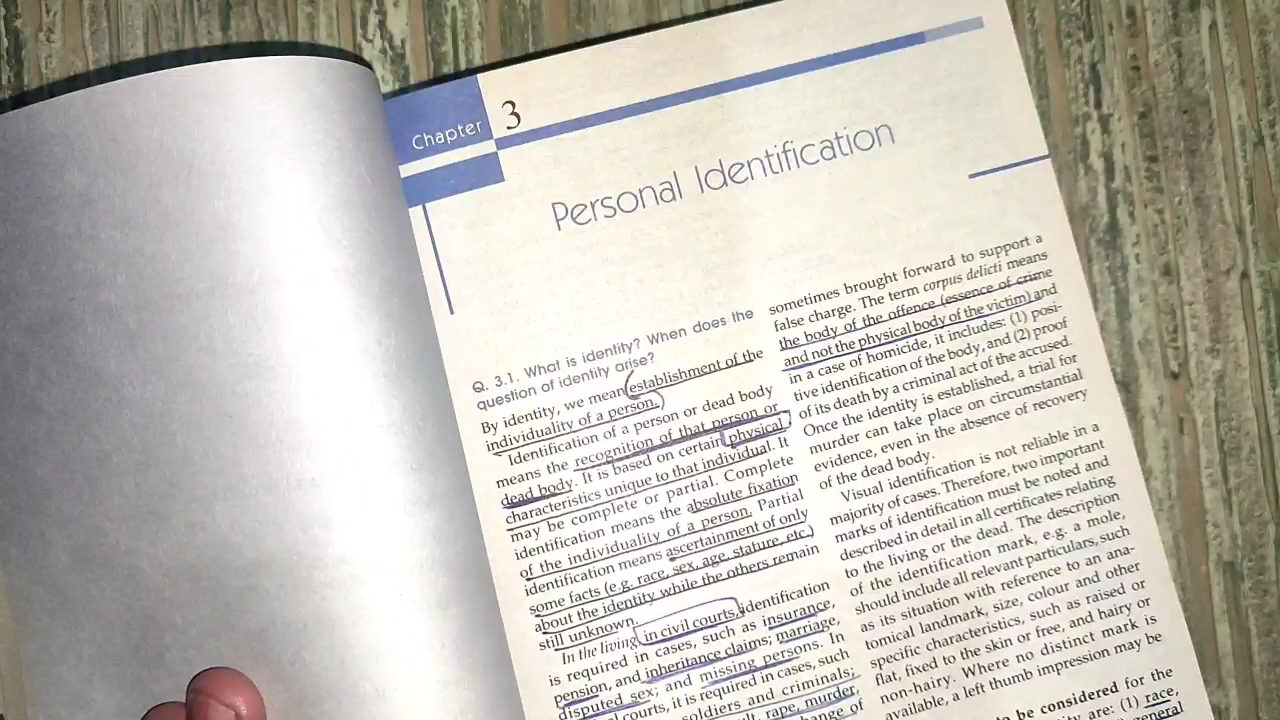 Chapter 3
Personal Identification
Q. 3.1. What is identity? When does the
question of identity arise?
By identity, we mean establishment of the
individuality of a person.
Identification of a person or dead body
means the recognition of that person or
dead body. It is based on certain physical
characteristics unique to that individual. It
may be complete or partial. Complete
identification means the absolute fixation
of the individuality of a person. Partial
identification means ascertainment of only
some facts (e.g. race, sex, age, stature, etc.)
about the identity while the others remain
still unknown.
In the living, in civil courts, identification
is required in cases, such as insurance,
pension, and inheritance claims; marriage,
disputed sex; and missing persons. In
courts, it is required in cases, such
soldiers and criminals;
rape, murder,
change of
sometimes brought forward to support a
false charge. The term corpus delicti means
the body of the offence (essence of crime
and not the physical body of the victim) and
in a case of homicide, it includes: (1) posi-
tive identification of the body, and (2) proof
of its death by a criminal act of the accused.
Once the identity is established, a trial for
murder can take place on circumstantial
evidence, even in the absence of recovery
of the dead body.
Visual identification is not reliable in a
majority of cases. Therefore, two important
marks of identification must be noted and
described in detail in all certificates relating
to the living or the dead. The description
of the identification mark, e.g. a mole,
should include all relevant particulars, such
as its situation with reference to an ana-
tomical landmark, size, colour and other
specific characteristics, such as raised or
flat, fixed to the skin or free, and hairy or
non-hairy. Where no distinct mark is
available, a left thumb impression may be
be considered for the
are: (1) race,
general